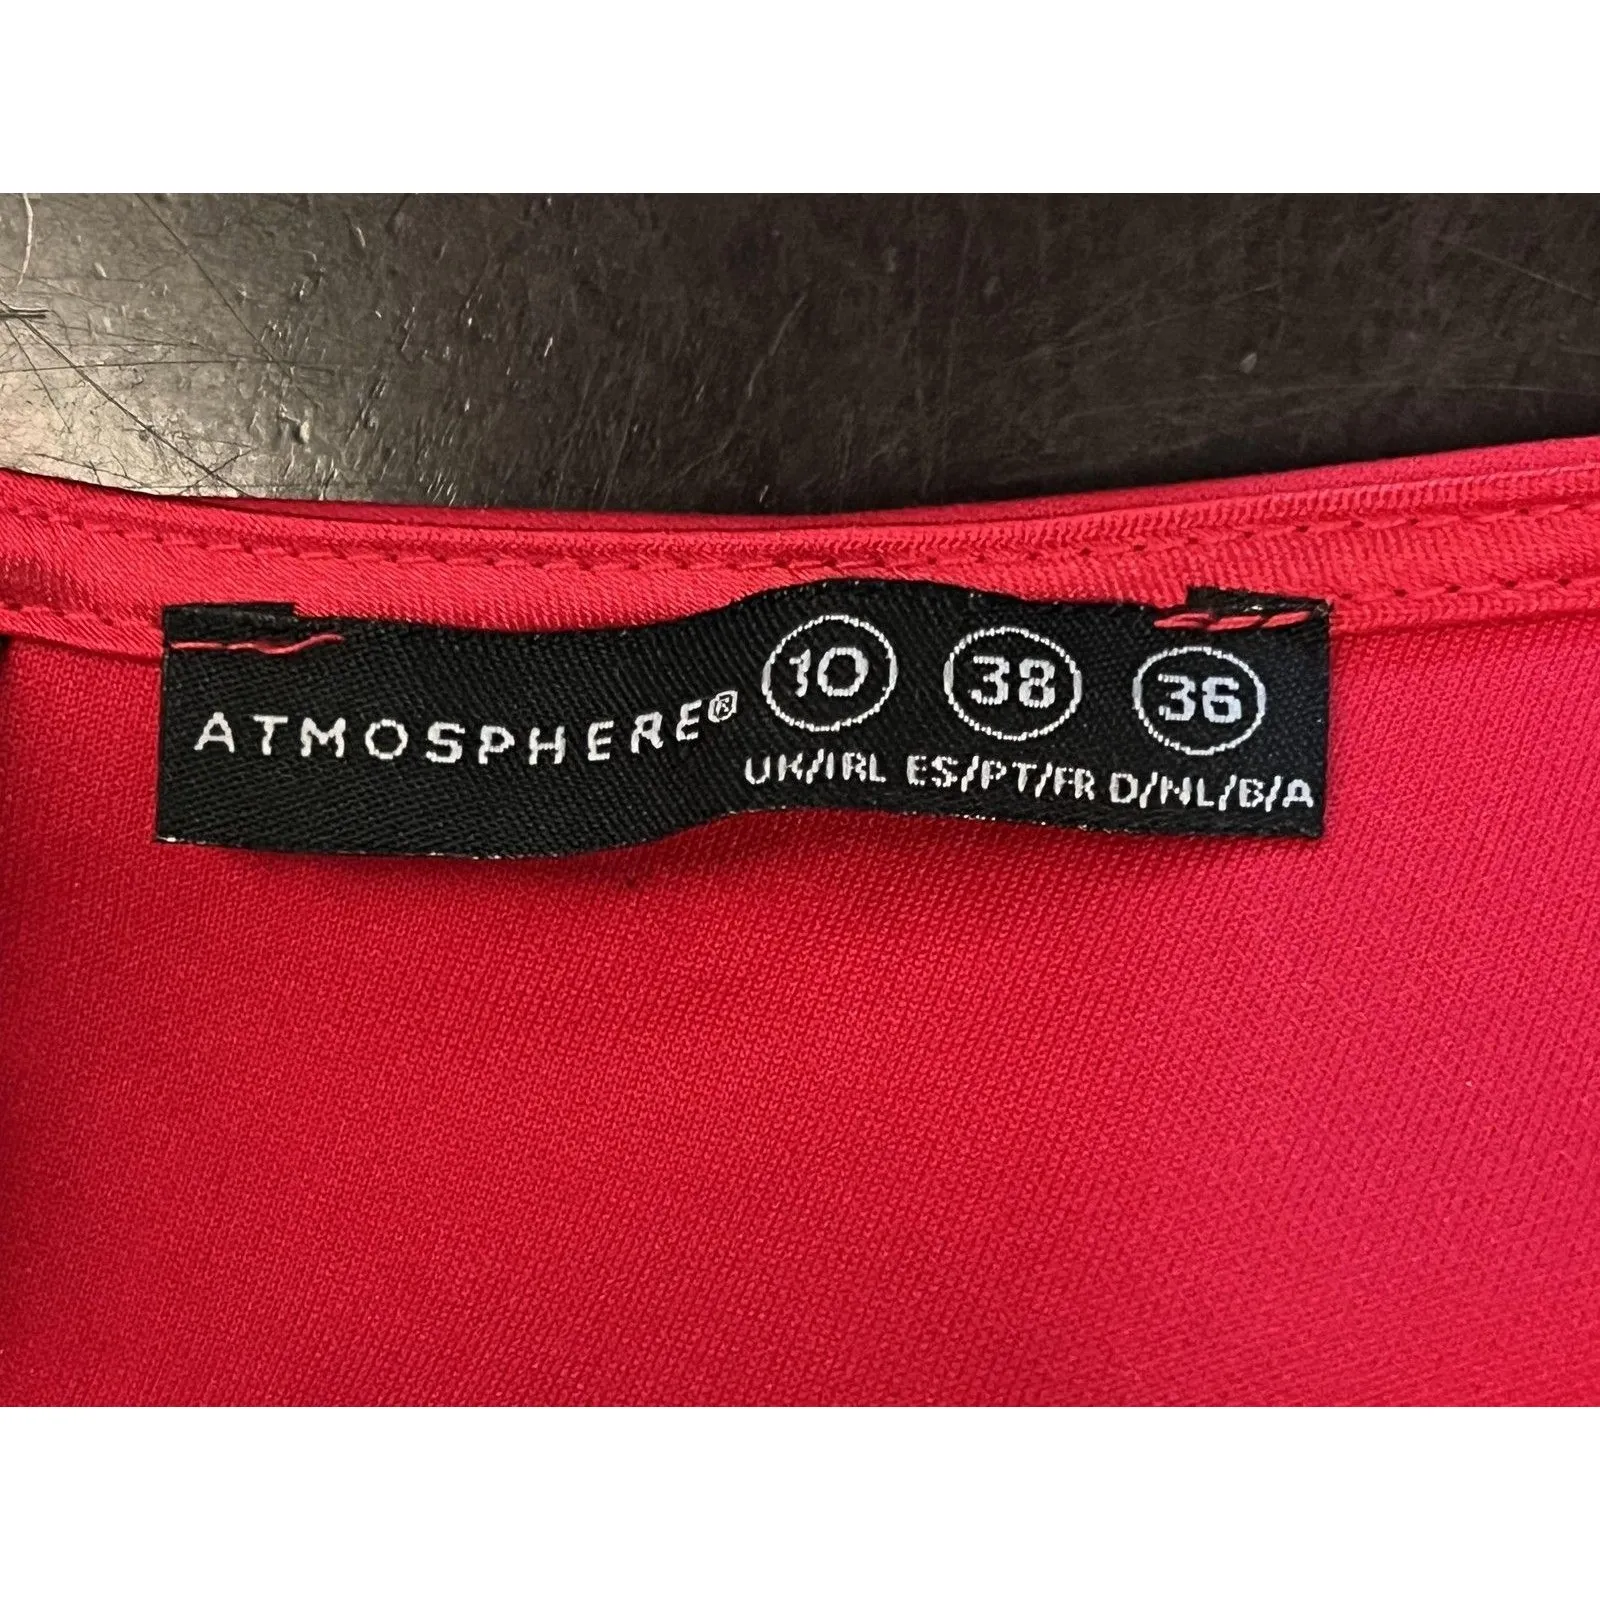 ATMOSPHERE® 10 38 36
UK/IRL ES/PT/FR D/NL/B/A